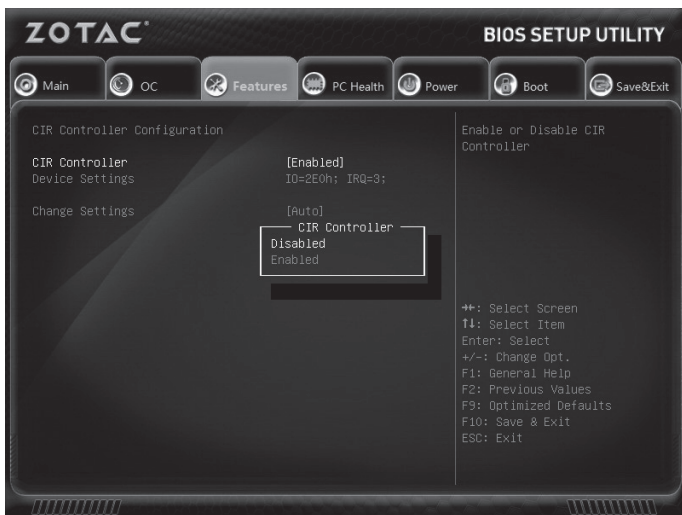 ZOTAC
BIOS SETUP UTILITY
Main
OC
Features
PC Health
Power
Boot
Save&Exit
CIR Controller Configuration
CIR Controller [Enabled]
Device Settings IO=2E0h; IRQ=3;
Change Settings [Auto]
CIR Controller
Disabled
Enabled
Enable or Disable CIR
Controller
→←: Select Screen
↑↓: Select Item
Enter: Select
+/-: Change Opt.
F1: General Help
F2: Previous Values
F9: Optimized Defaults
F10: Save & Exit
ESC: Exit